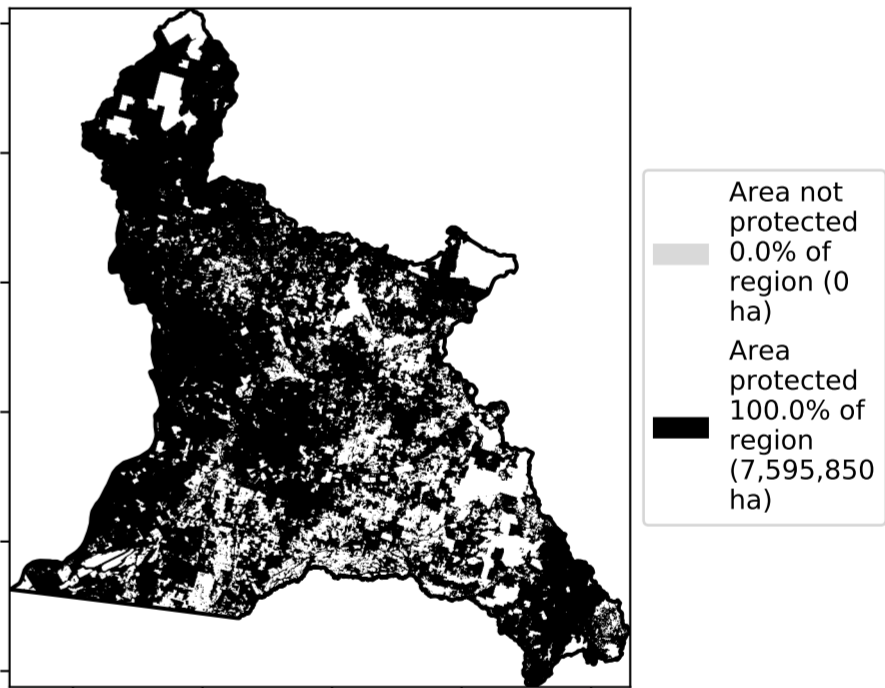 Area not
protected
0.0% of
region (0
ha)
Area
protected
100.0% of
region
(7,595,850
ha)